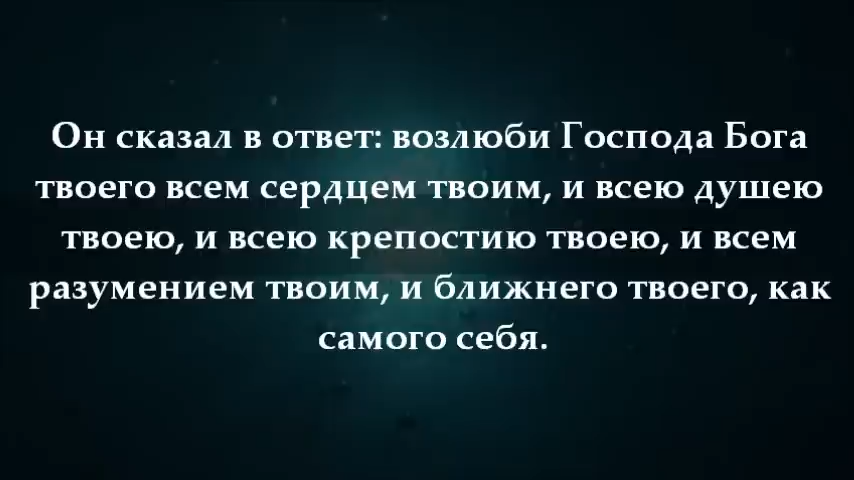 Он сказал в ответ: возлюби Господа Бога
твоего всем сердцем твоим, и всею душею
твоею, и всею крепостию твоею, и всем
разумением твоим, и ближнего твоего, как
самого себя.